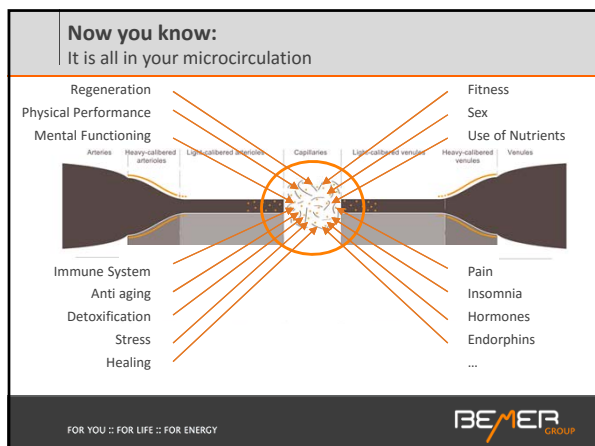 Now you know:
It is all in your microcirculation
Regeneration
Physical Performance
Mental Functioning
Fitness
Sex
Use of Nutrients
Arteries
Heavy-calibered
arterioles
Light-calibered arterioles
Capillaries
Light-calibered venules
Heavy-calibered
venules
Venules
Immune System
Anti aging
Detoxification
Stress
Healing
Pain
Insomnia
Hormones
Endorphins
...
FOR YOU :: FOR LIFE :: FOR ENERGY
BEMER
GROUP